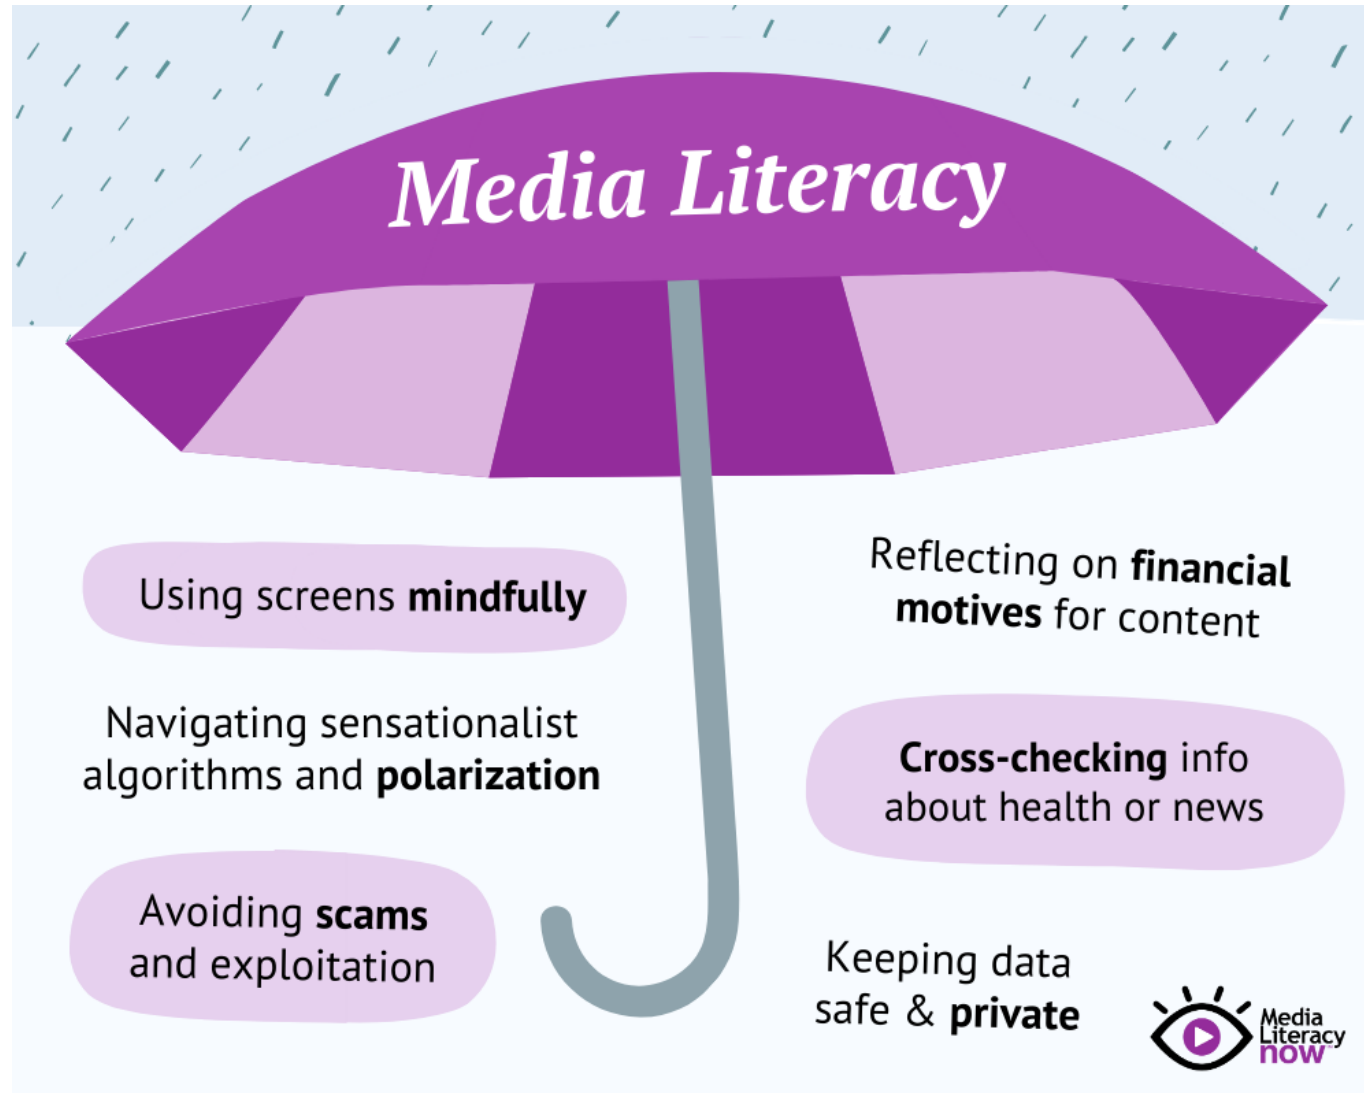 Media Literacy
Using screens mindfully
Navigating sensationalist
algorithms and polarization
Avoiding scams
and exploitation
Reflecting on financial
motives for content
Cross-checking info
about health or news
Keeping data
safe & private
Media
Literacy
now